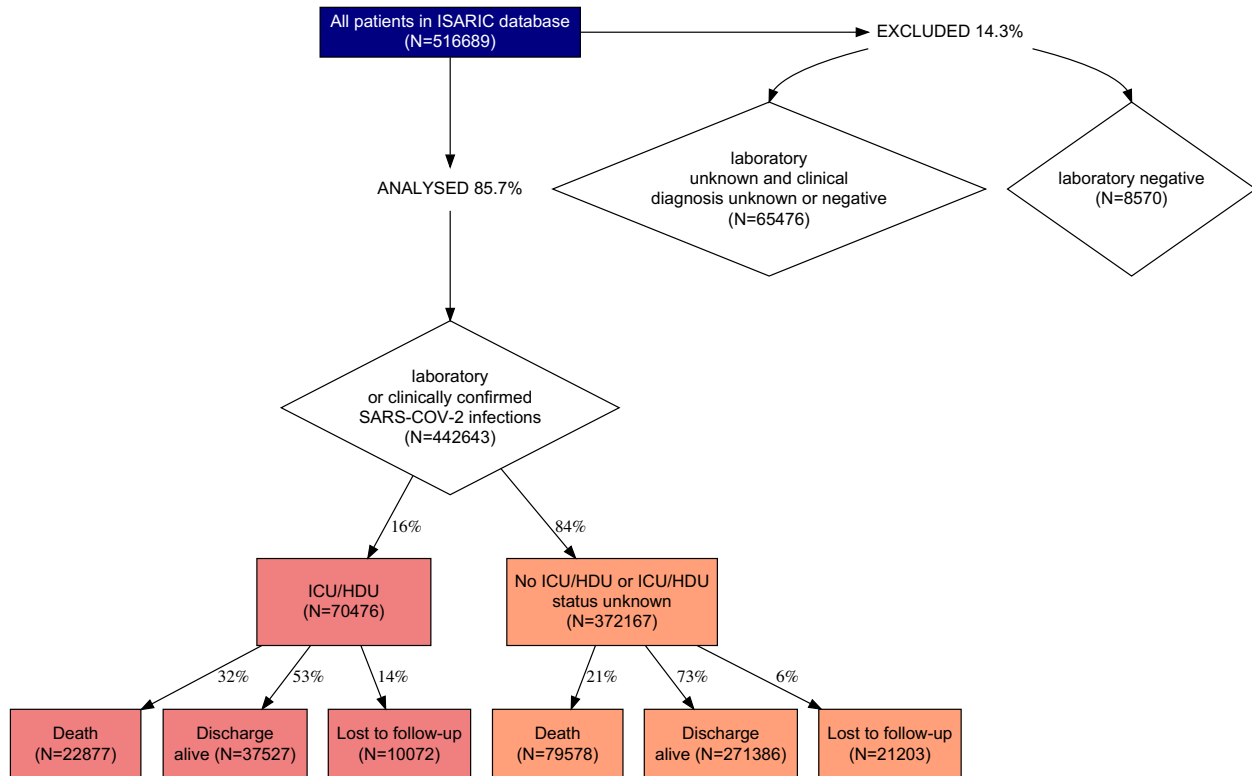 All patients in ISARIC database
(N=516689)
EXCLUDED 14.3%
laboratory
unknown and clinical
diagnosis unknown or negative
(N=65476)
laboratory negative
(N=8570)
ANALYSED 85.7%
laboratory
or clinically confirmed
SARS-COV-2 infections
(N=442643)
16%
84%
ICU/HDU
(N=70476)
No ICU/HDU or ICU/HDU
status unknown
(N=372167)
32%
53%
14%
21%
73%
6%
Death
(N=22877)
Discharge
alive (N=37527)
Lost to follow-up
(N=10072)
Death
(N=79578)
Discharge
alive (N=271386)
Lost to follow-up
(N=21203)